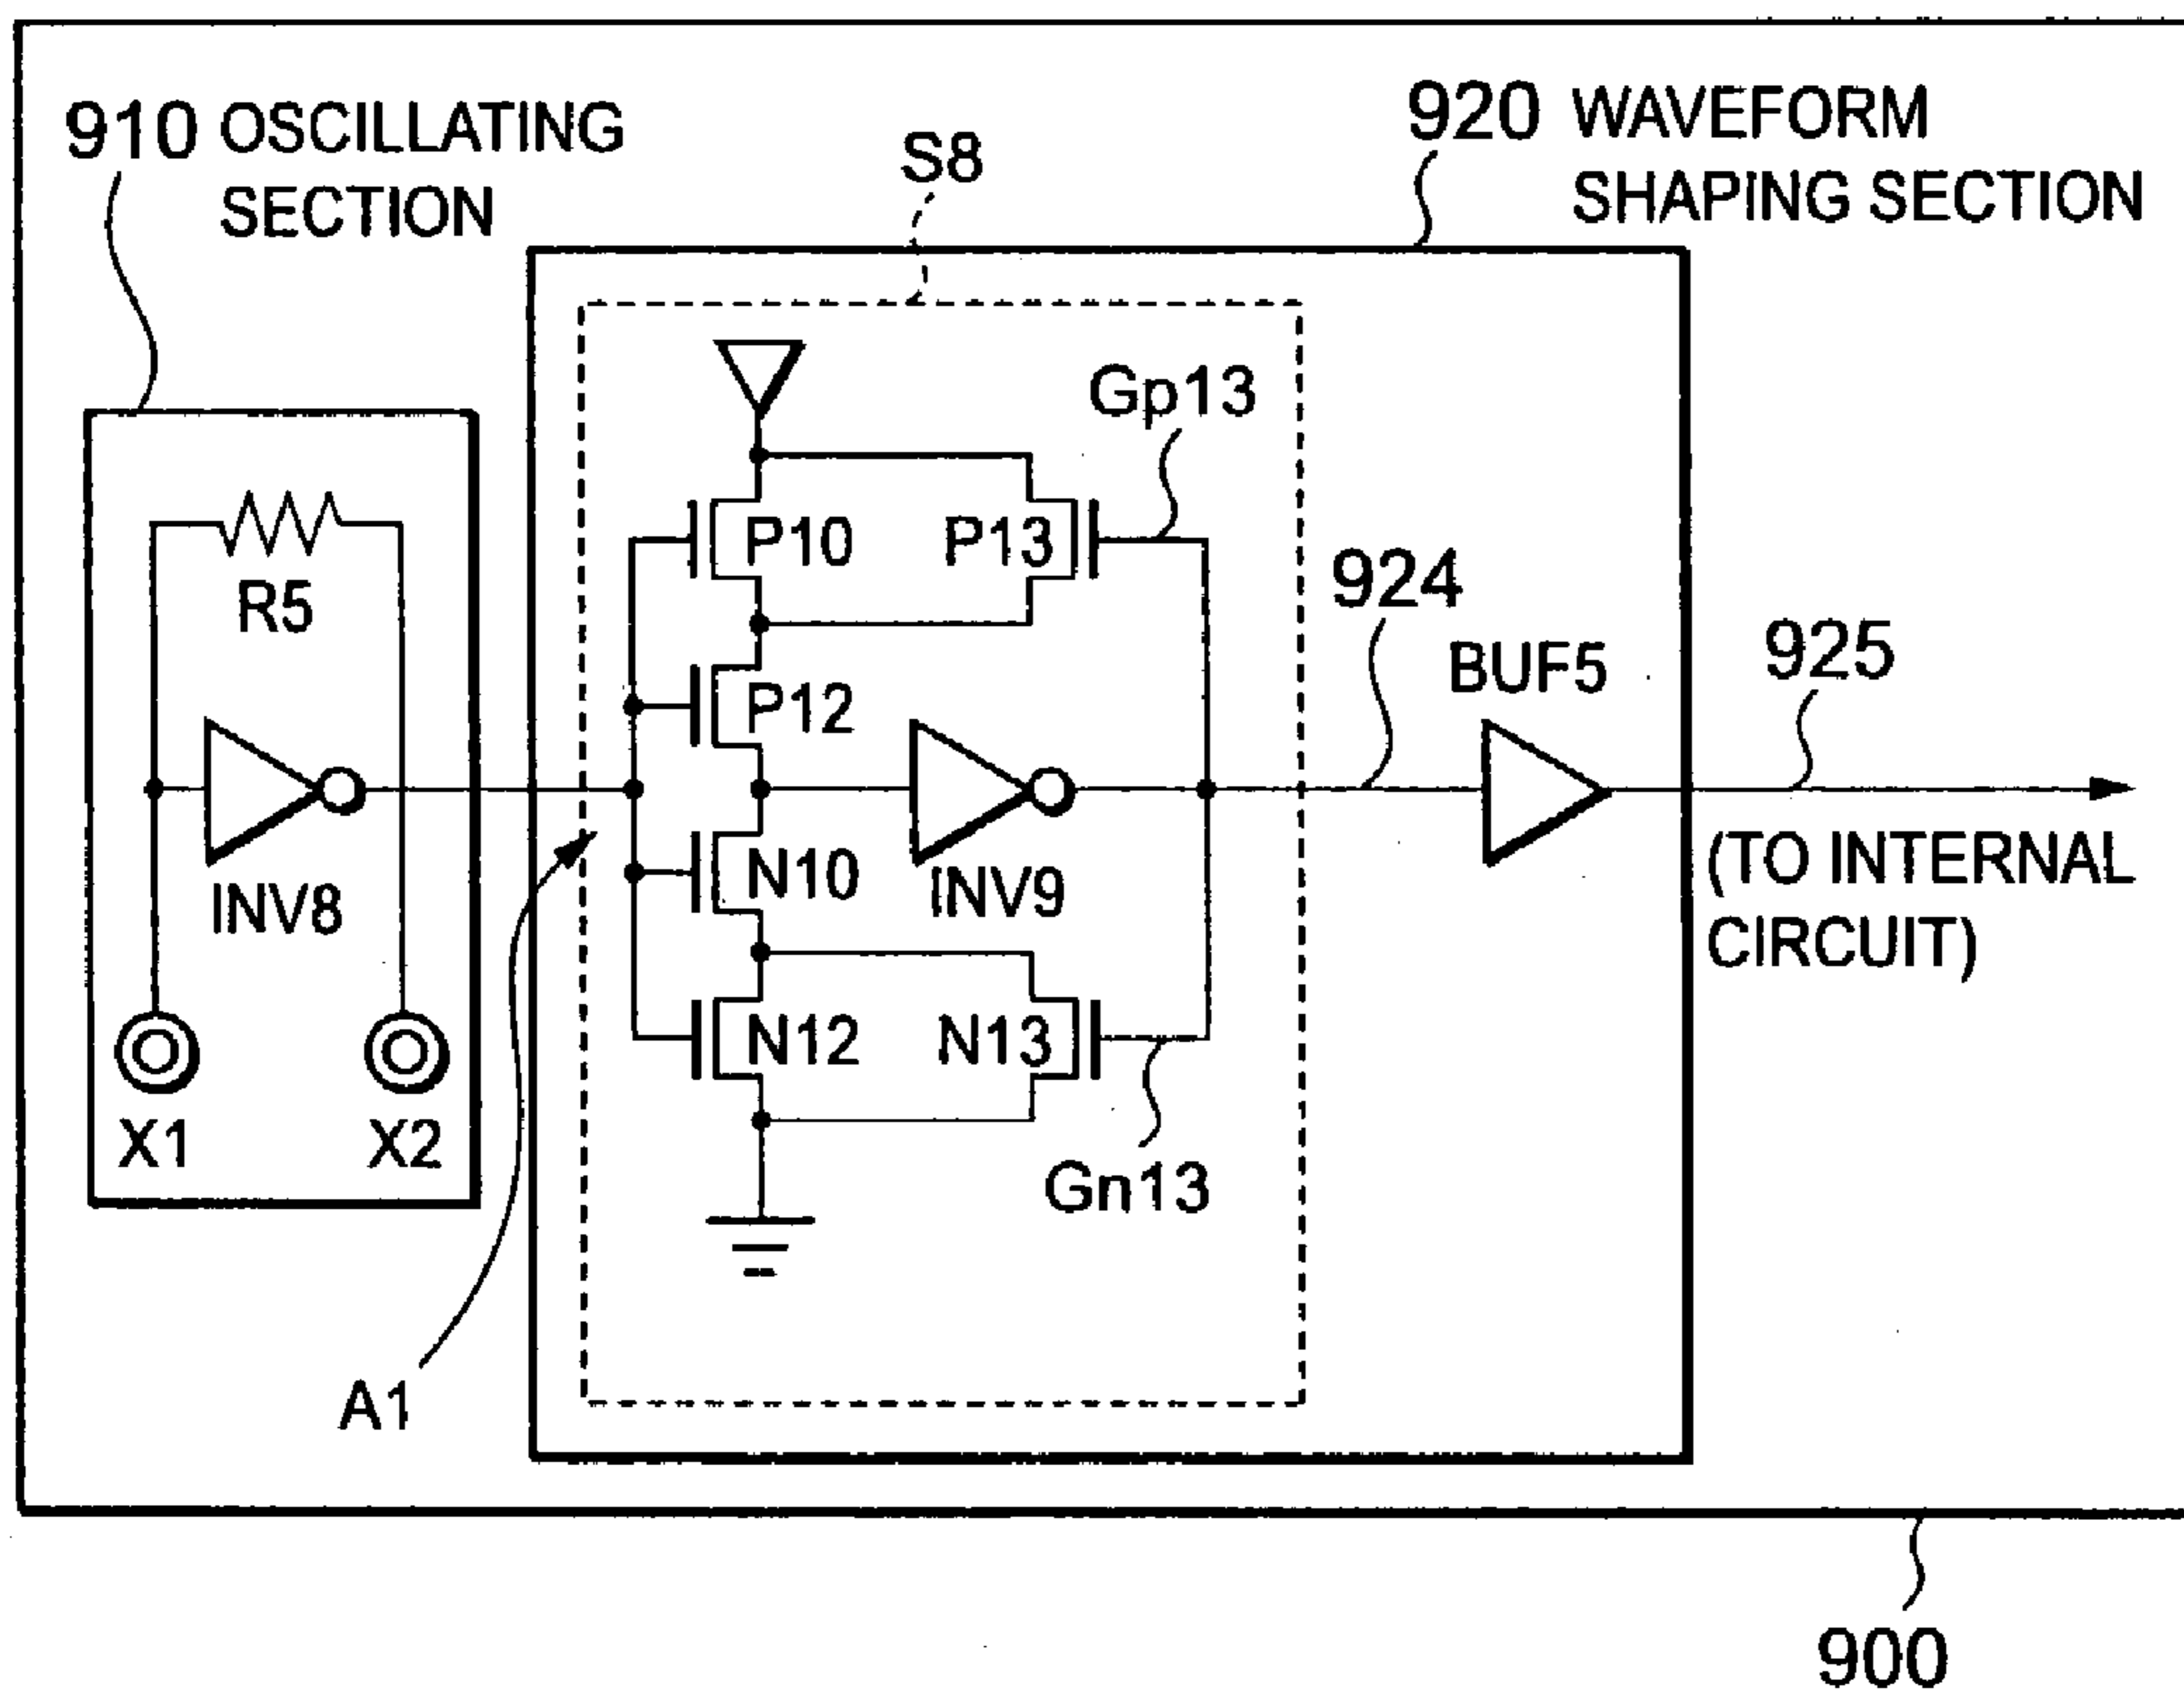 910 OSCILLATING
SECTION
S8
920 WAVEFORM
SHAPING SECTION
Gp13
P10
P13
R5
924
BUF5
925
P12
INV8
N10
INV9
(TO INTERNAL
CIRCUIT)
N12
N13
X1
X2
Gn13
A1
900